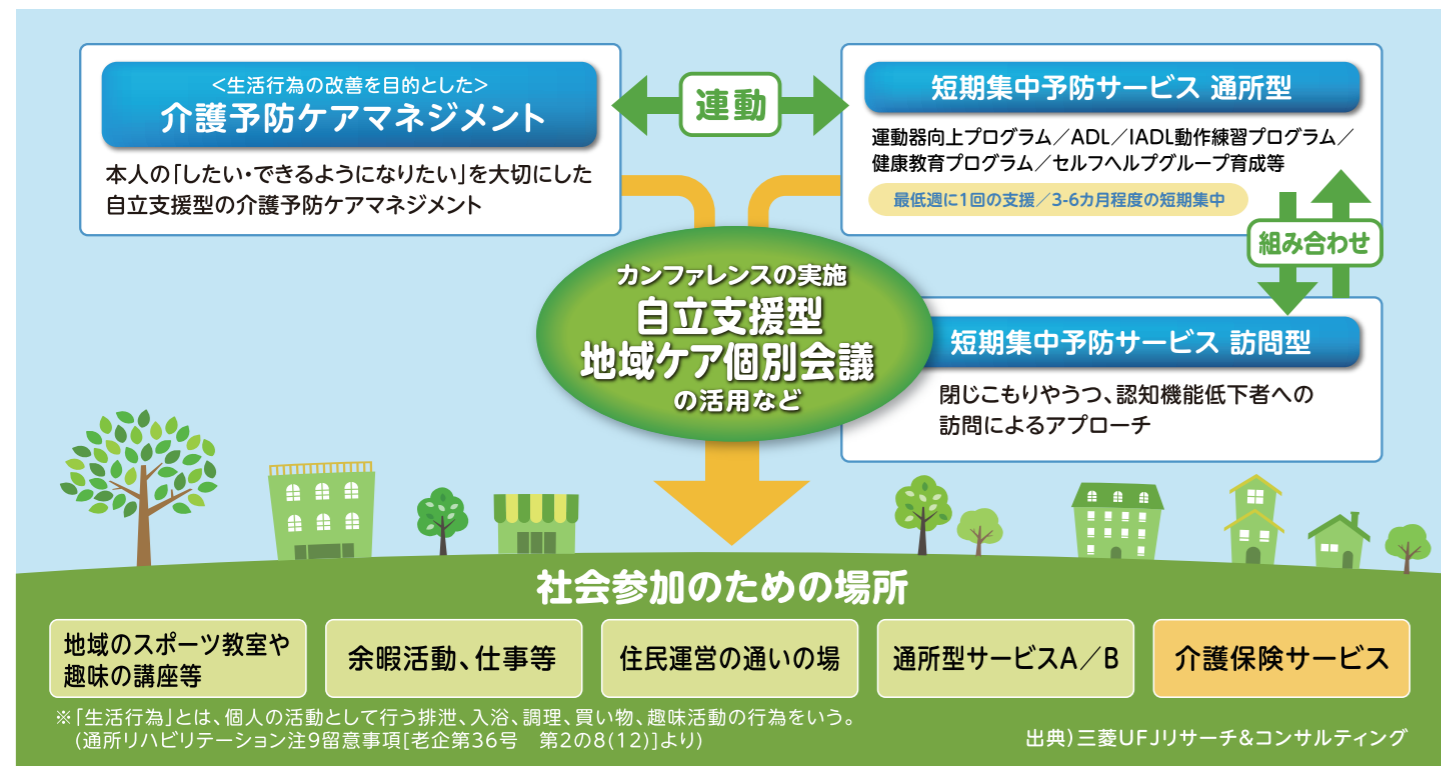 <生活行為の改善を目的とした>
介護予防ケアマネジメント
本人の「したい・できるようになりたい」を大切にした
自立支援型の介護予防ケアマネジメント
連動
短期集中予防サービス 通所型
運動器向上プログラム/ADL/IADL動作練習プログラム/
健康教育プログラム/セルフヘルプグループ育成等
最低週に1回の支援/3-6カ月程度の短期集中
組み合わせ
カンファレンスの実施
自立支援型
地域ケア個別会議
の活用など
短期集中予防サービス 訪問型
閉じこもりやうつ、認知機能低下者への
訪問によるアプローチ
社会参加のための場所
地域のスポーツ教室や
趣味の講座等
余暇活動、仕事等
住民運営の通いの場
通所型サービスA/B
介護保険サービス
※「生活行為」とは、個人の活動として行う排泄、入浴、調理、買い物、趣味活動の行為をいう。
(通所リハビリテーション注9留意事項[老企第36号 第2の8(12)]より)
出典)三菱UFJリサーチ&コンサルティング